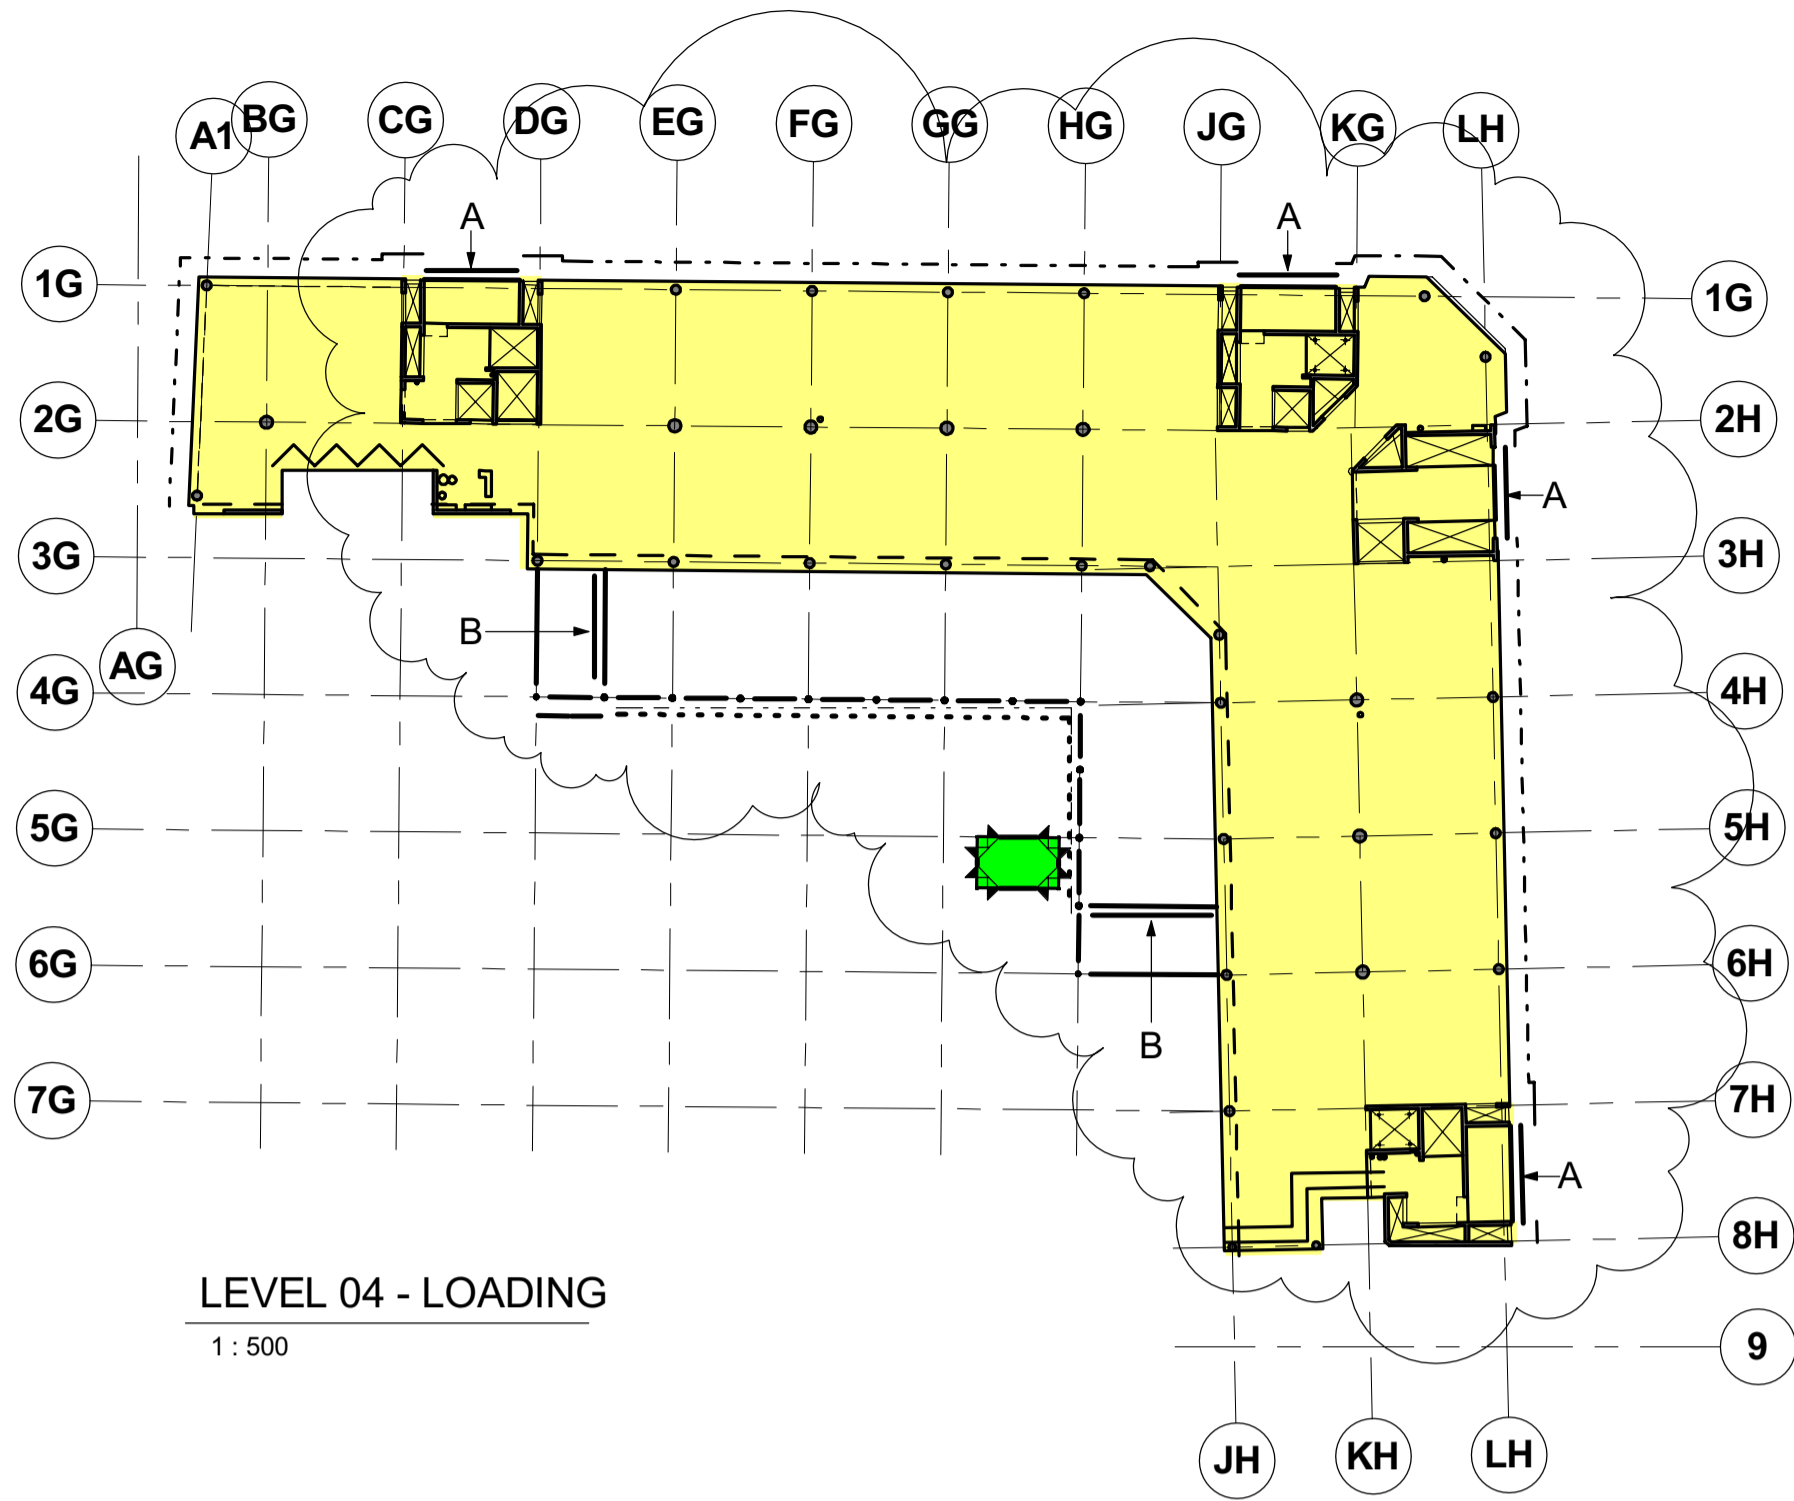 A1 BG CG DG EG FG GG HG JG KG LH
A A
1G 1G
2G 2H
A
3G 3H
B
AG
4G 4H
5G 5H
6G 6H
B
7G 7H
A
8H
LEVEL 04 - LOADING
1 : 500
9
JH KH LH